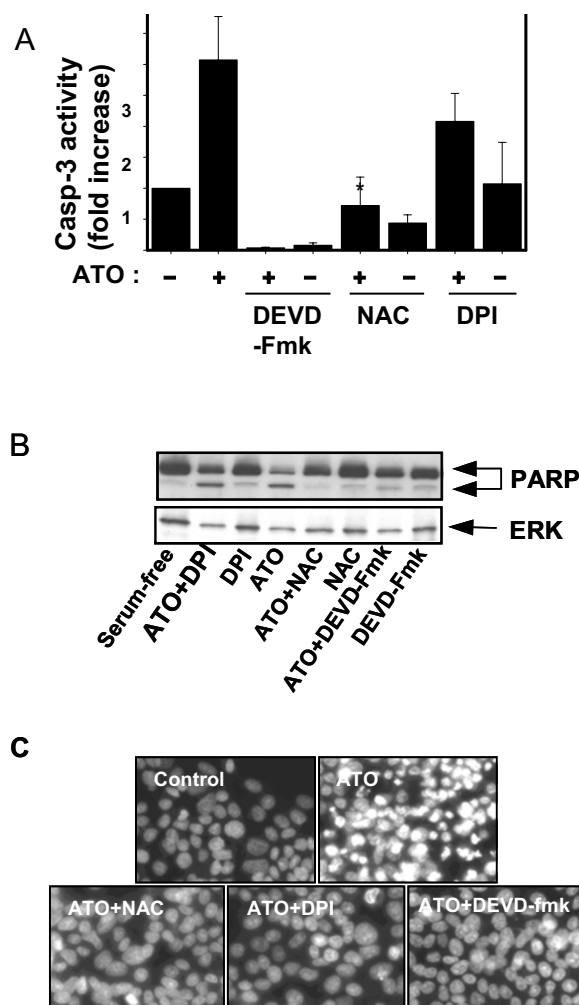 A
Casp-3 activity
(fold increase)
3
2
1
*
ATO : – + + – + – + –
DEVD
-Fmk
NAC
DPI
B
PARP
ERK
Serum-free
ATO+DPI
DPI
ATO
ATO+NAC
NAC
ATO+DEVD-Fmk
DEVD-Fmk
c
Control
ATO
ATO+NAC
ATO+DPI
ATO+DEVD-fmk